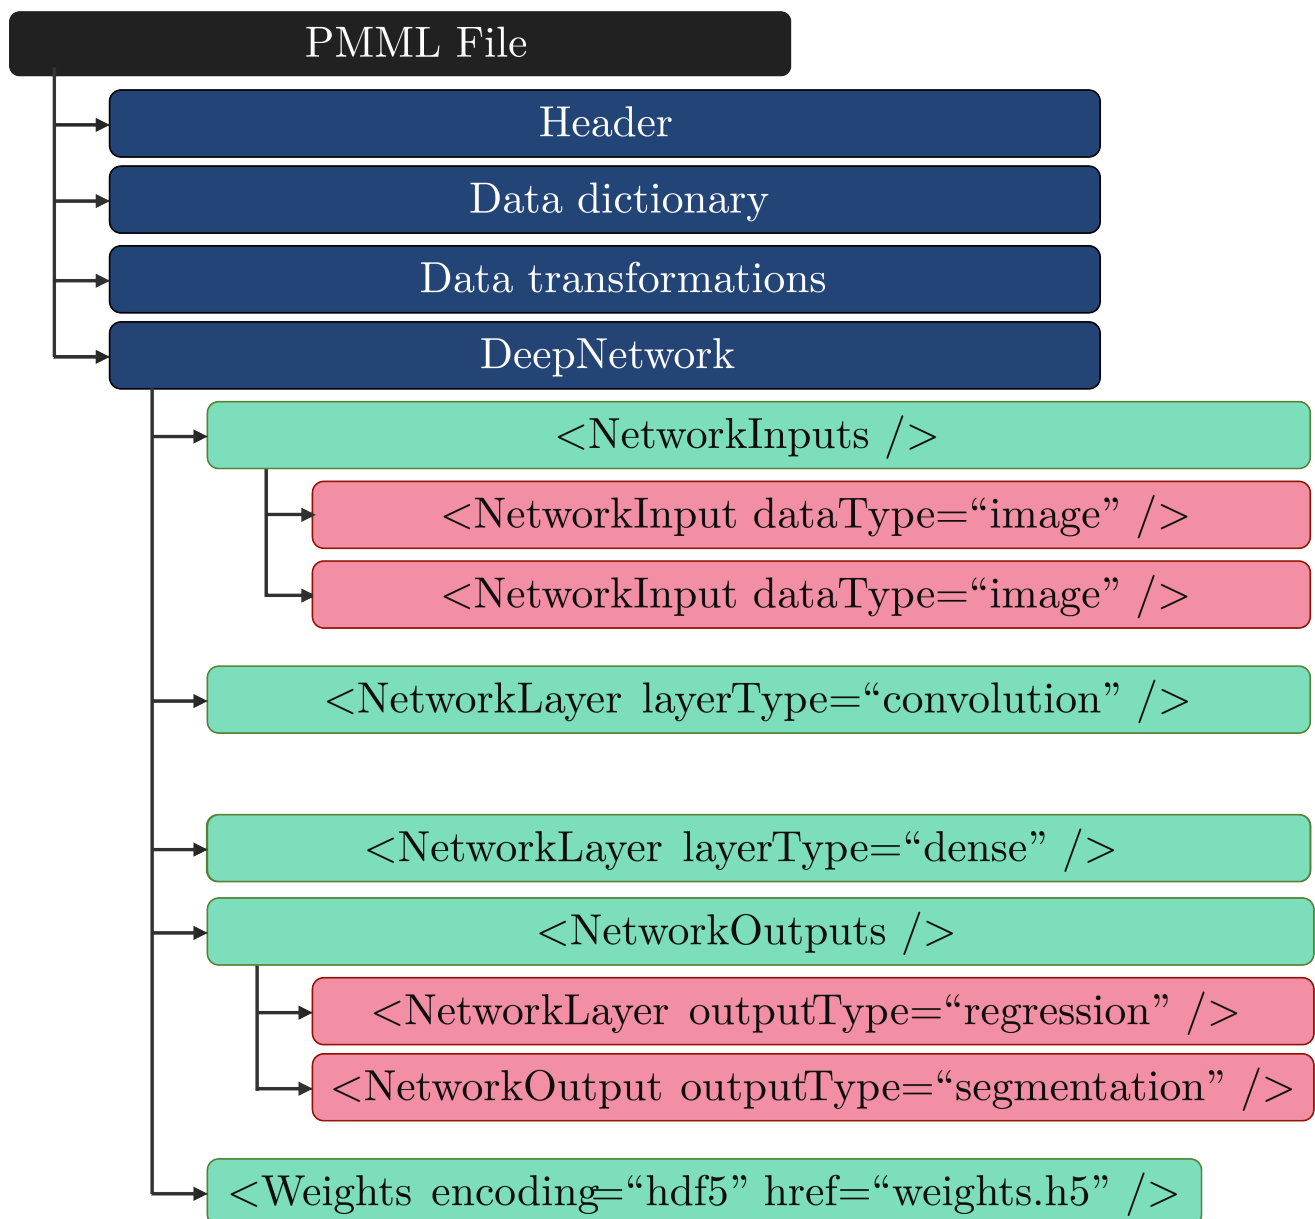 PMML File
Header
Data dictionary
Data transformations
DeepNetwork
<NetworkInputs />
<NetworkInput dataType=“image” />
<NetworkInput dataType=“image” />
<NetworkLayer layerType=“convolution” />
<NetworkLayer layerType=“dense” />
<NetworkOutputs />
<NetworkLayer outputType=“regression” />
<NetworkOutput outputType=“segmentation” />
<Weights encoding=“hdf5” href=“weights.h5” />